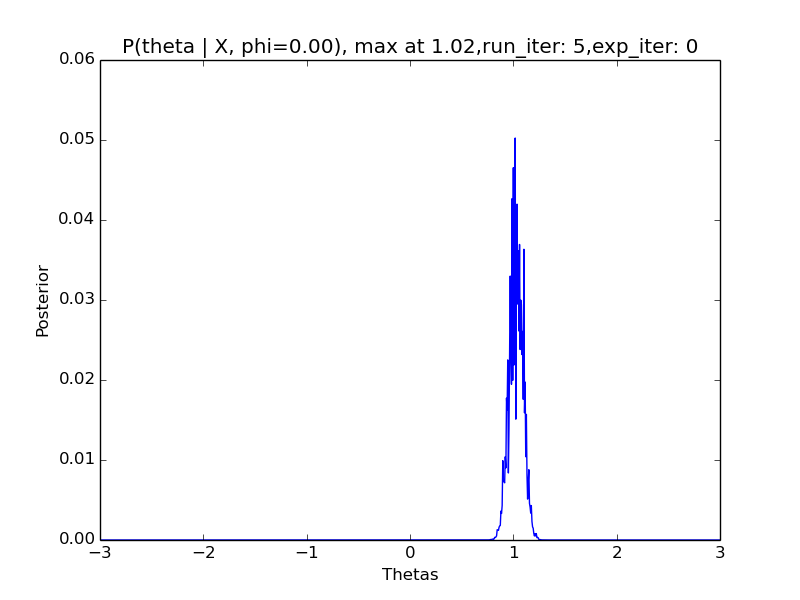 P(theta | X, phi=0.00), max at 1.02,run_iter: 5,exp_iter: 0
0.06
0.05
0.04
0.03
0.02
0.01
0.00
Posterior
−3 −2 −1 0 1 2 3
Thetas